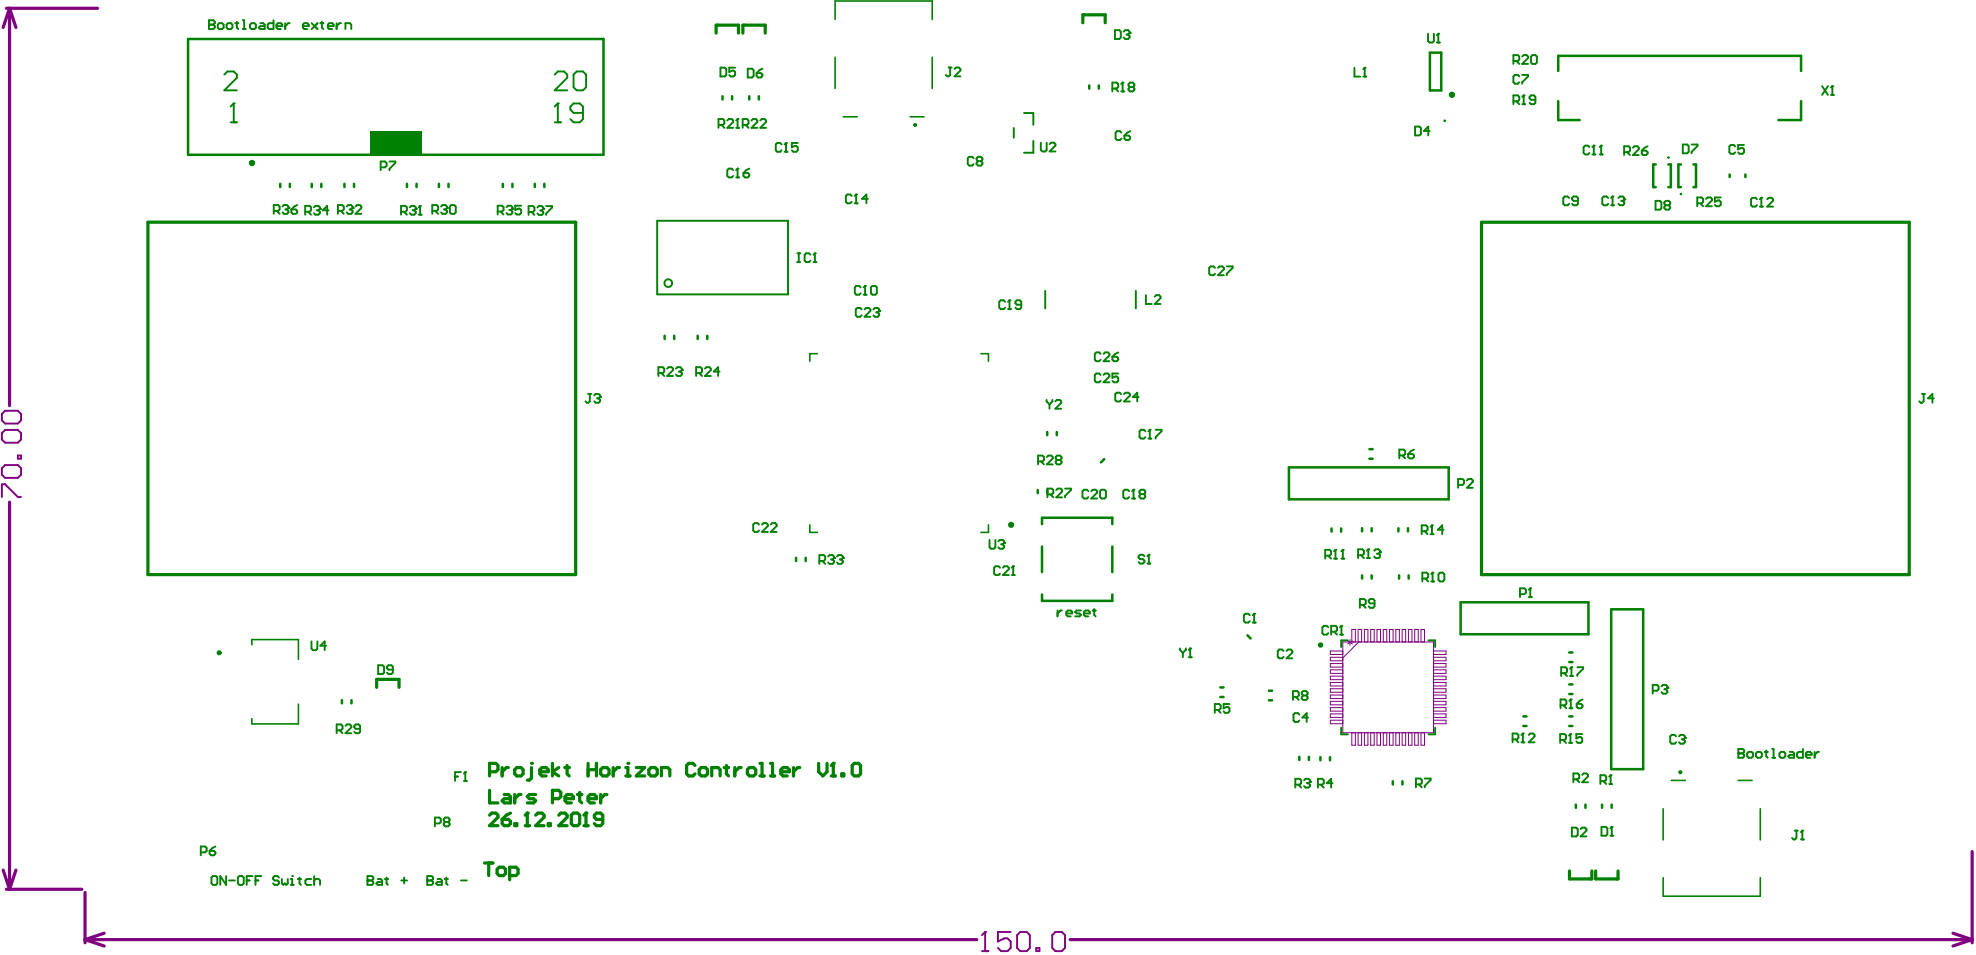 Bootloader extern
2 20
1 19
P7
R36 R34 R32 R31 R30 R35 R37
D5 D6
R21 R22
C15
C16
J2
C14
C8
U2
D3
R18
C6
L1
U1
D4
R20
C7
R19
X1
C11 R26 D7 C5
C9 C13 D8 R25 C12
IC1
C10
C23
C19
L2
C27
R23 R24
J3
C26
C25
C24
Y2
C17
R28
R27 C20 C18
J4
R6
P2
C22
U3
R33
C21
S1
Reset
R14
R11 R13
R10
R9
P1
C1
CR1
Y1
C2
R8
R5
C4
R17
R16
P3
R12 R15
C3
Bootloader
R3 R4 R7
R2 R1
D2 D1
J1
U4
D9
R29
F1
P8
P6
Projekt Horizon Controller V1.0
Lars Peter
26.12.2019
Top
ON-OFF Switch Bat + Bat -
70.00
150.0